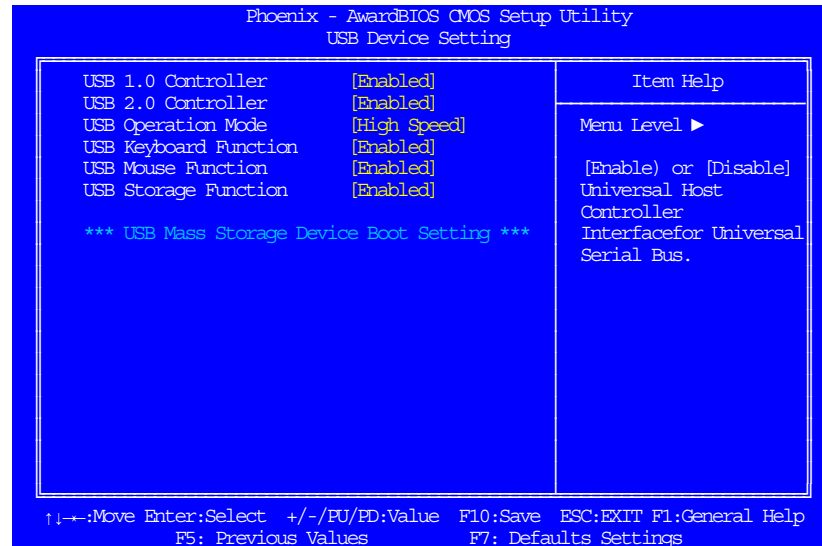 Phoenix - AwardBIOS CMOS Setup Utility
USB Device Setting
USB 1.0 Controller [Enabled]
USB 2.0 Controller [Enabled]
USB Operation Mode [High Speed]
USB Keyboard Function [Enabled]
USB Mouse Function [Enabled]
USB Storage Function [Enabled]
*** USB Mass Storage Device Boot Setting ***
Item Help
Menu Level ►
[Enable) or [Disable]
Universal Host
Controller
Interfacefor Universal
Serial Bus.
↑↓→←:Move Enter:Select +/-/PU/PD:Value F10:Save ESC:EXIT F1:General Help
F5: Previous Values F7: Defaults Settings